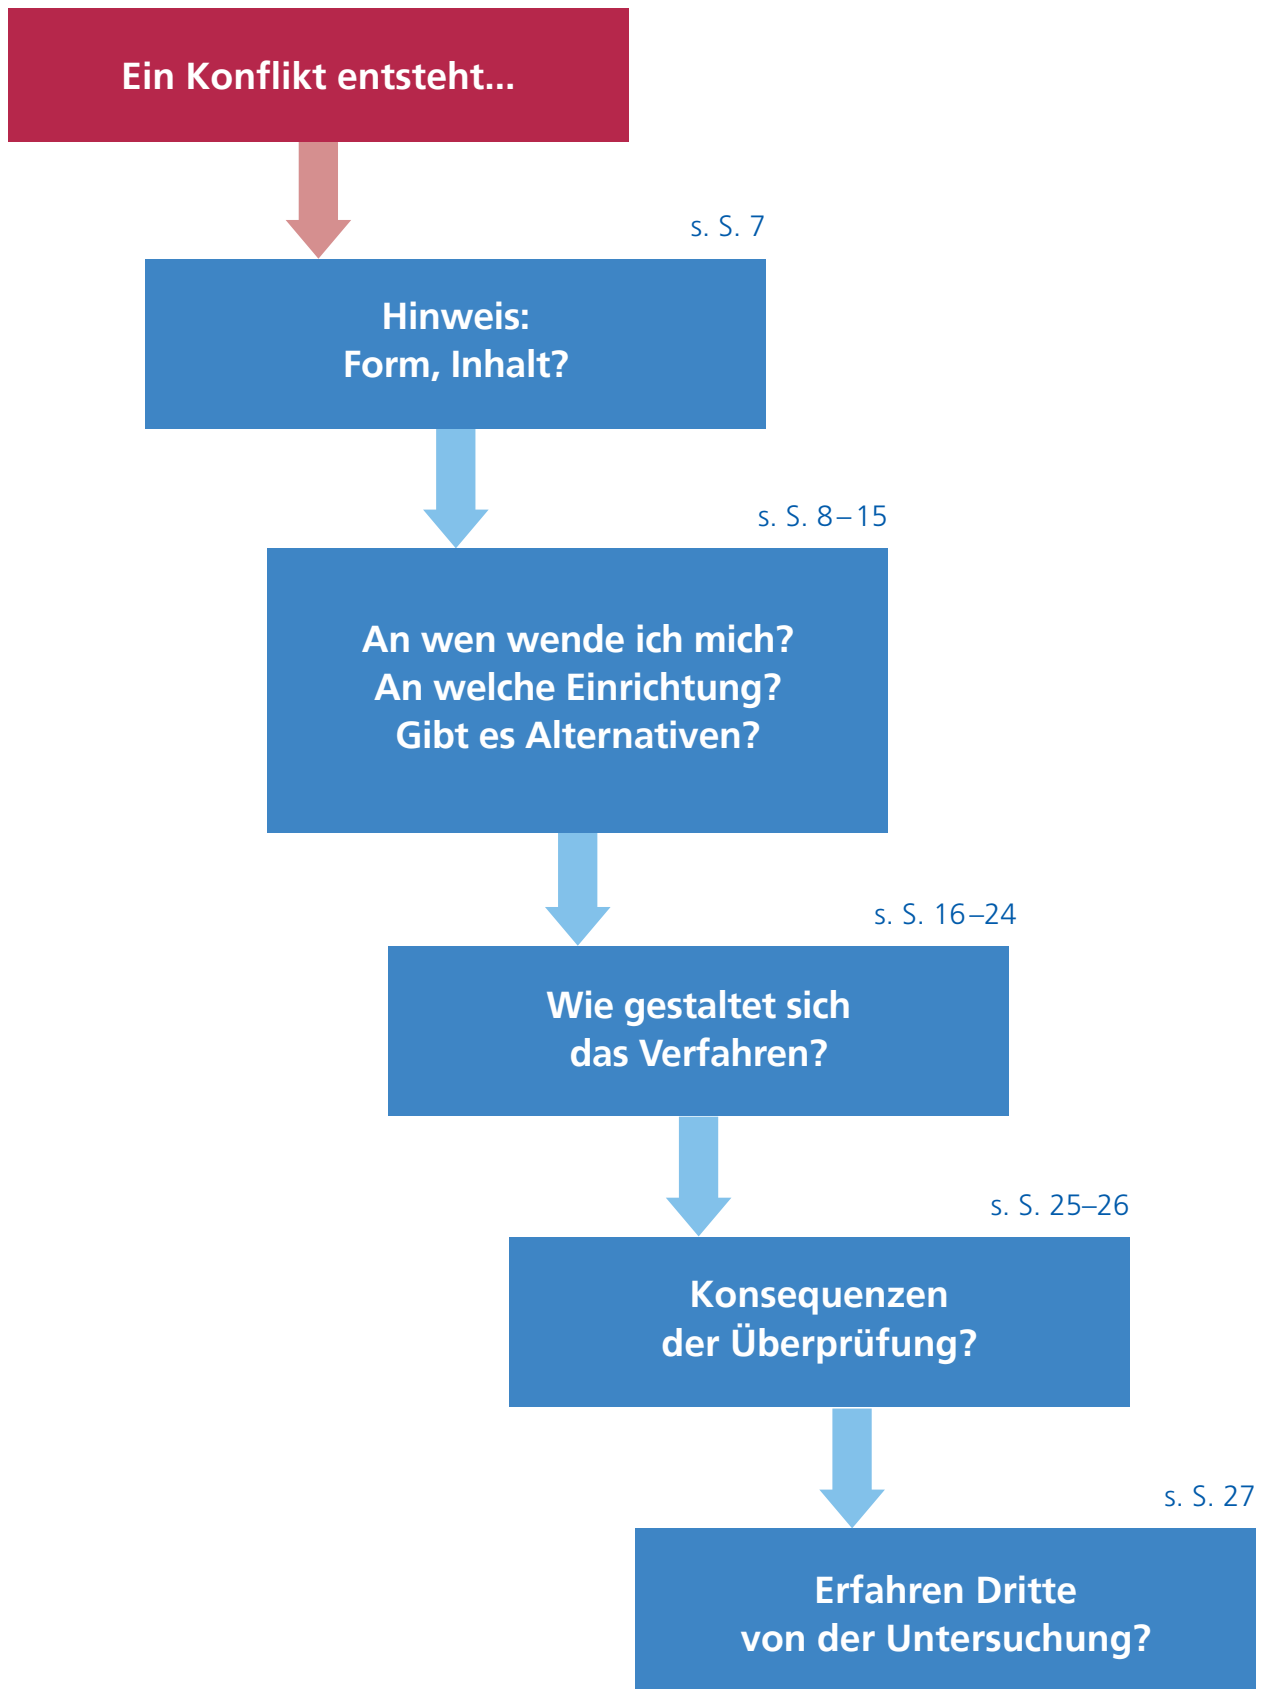 Ein Konflikt entsteht...
s. S. 7
Hinweis:
Form, Inhalt?
s. S. 8–15
An wen wende ich mich?
An welche Einrichtung?
Gibt es Alternativen?
s. S. 16–24
Wie gestaltet sich
das Verfahren?
s. S. 25–26
Konsequenzen
der Überprüfung?
s. S. 27
Erfahren Dritte
von der Untersuchung?